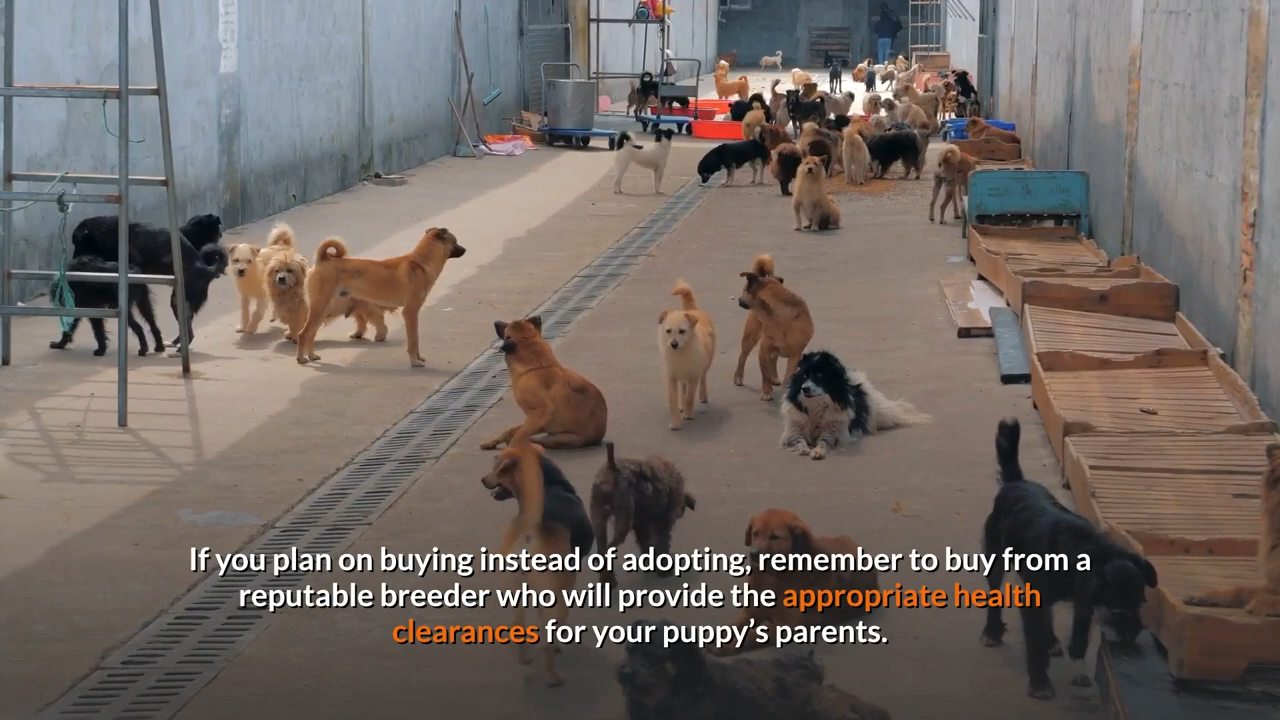 If you plan on buying instead of adopting, remember to buy from a
reputable breeder who will provide the appropriate health
clearances for your puppy’s parents.